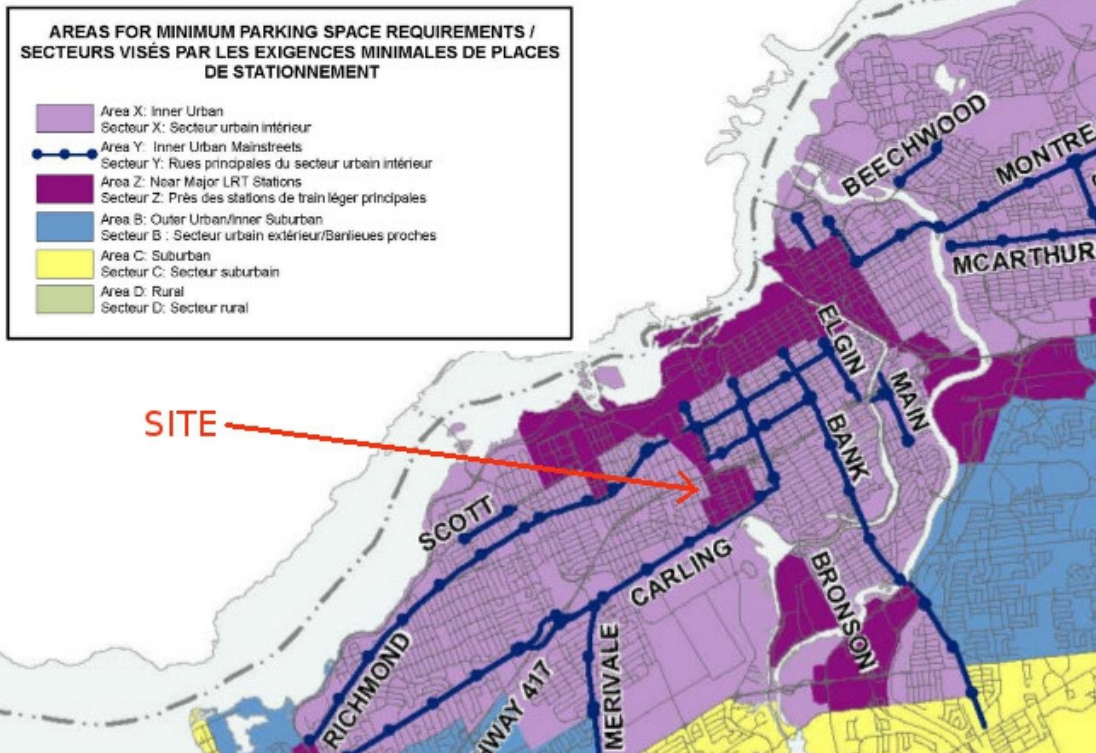 AREAS FOR MINIMUM PARKING SPACE REQUIREMENTS /
SECTEURS VISÉS PAR LES EXIGENCES MINIMALES DE PLACES
DE STATIONNEMENT
Area X: Inner Urban
Secteur X: Secteur urbain intérieur
Area Y: Inner Urban Mainstreets
Secteur Y: Rues principales du secteur urbain intérieur
Area Z: Near Major LRT Stations
Secteur Z: Près des stations de train léger principales
Area B: Outer Urban/Inner Suburban
Secteur B : Secteur urbain extérieur/Banlieues proches
Area C: Suburban
Secteur C: Secteur suburbain
Area D: Rural
Secteur D: Secteur rural
BEECHWOOD
MONTRE
MCARTHUR
ELGIN
MAIN
SITE
BANK
SCOTT
CARLING
BRONSON
RICHMOND
HWAY 417
MERIVALE